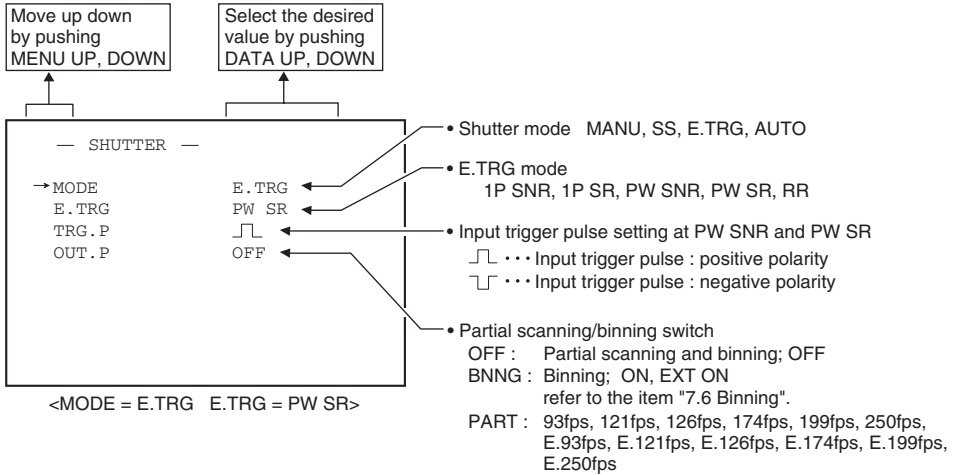 Move up down
by pushing
MENU UP, DOWN
Select the desired
value by pushing
DATA UP, DOWN
— SHUTTER —
→MODE E.TRG
E.TRG PW SR
TRG.P
OUT.P OFF
<MODE = E.TRG E.TRG = PW SR>
• Shutter mode MANU, SS, E.TRG, AUTO
• E.TRG mode
1P SNR, 1P SR, PW SNR, PW SR, RR
• Input trigger pulse setting at PW SNR and PW SR
··· Input trigger pulse : positive polarity
··· Input trigger pulse : negative polarity
• Partial scanning/binning switch
OFF : Partial scanning and binning; OFF
BNNG : Binning; ON, EXT ON
refer to the item "7.6 Binning".
PART : 93fps, 121fps, 126fps, 174fps, 199fps, 250fps,
E.93fps, E.121fps, E.126fps, E.174fps, E.199fps,
E.250fps